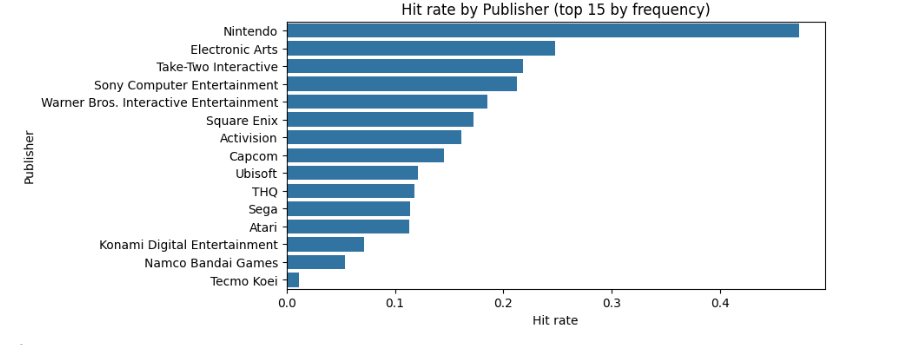 Hit rate by Publisher (top 15 by frequency)
Nintendo
Electronic Arts
Take-Two Interactive
Sony Computer Entertainment
Warner Bros. Interactive Entertainment
Square Enix
Activision
Capcom
Ubisoft
THQ
Sega
Atari
Konami Digital Entertainment
Namco Bandai Games
Tecmo Koei
Publisher
0.0 0.1 0.2 0.3 0.4
Hit rate